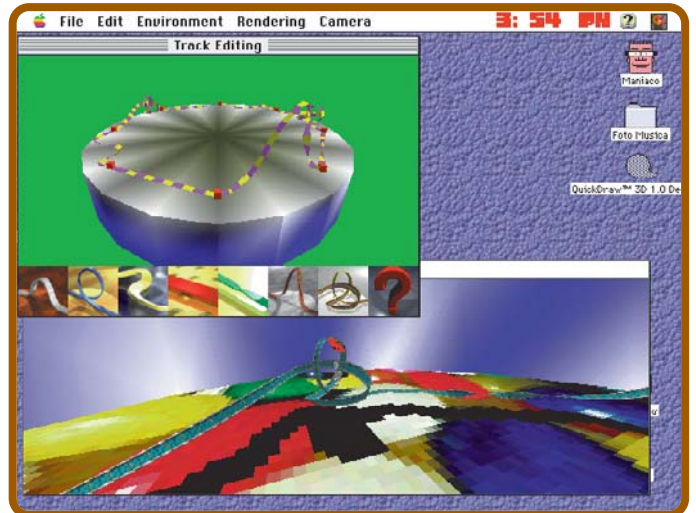 File Edit Environment Rendering Camera 3:54 PM
Track Editing
Maniaco
Foto Musica
QuickDraw™ 3D 1.0 De